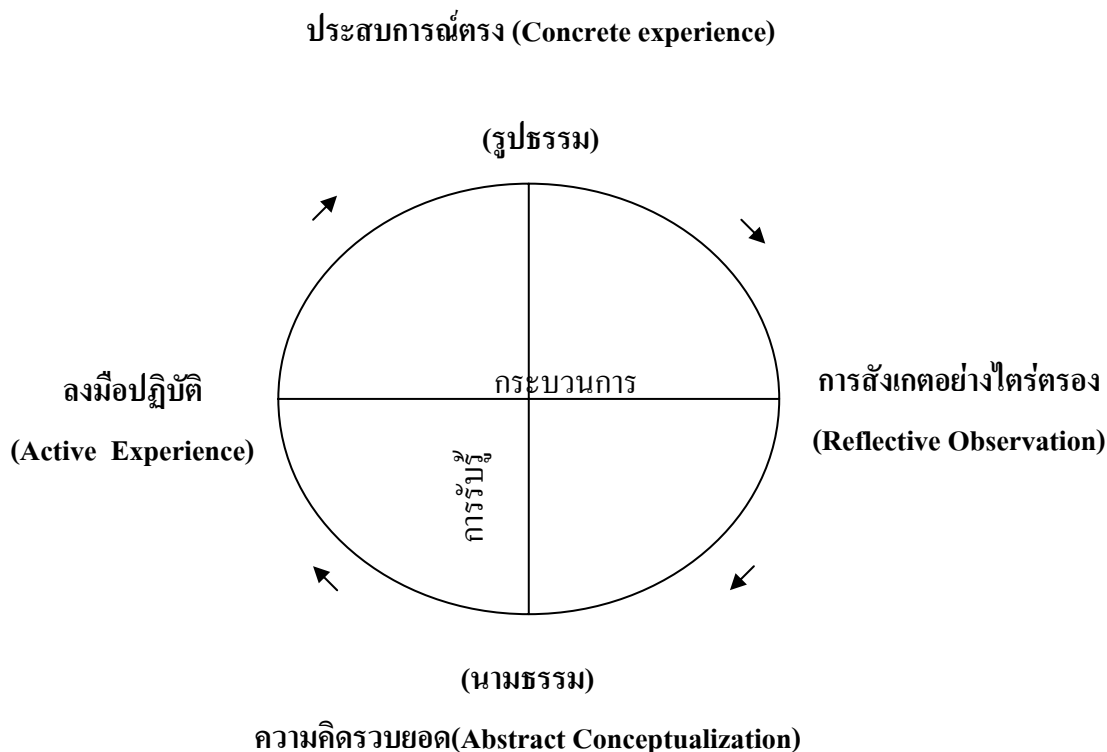 ประสบการณ์ตรง (Concrete experience)
(รูปธรรม)
กระบวนการ
ลงมือปฏิบัติ
(Active Experience)
การสังเกตอย่างไตร่ตรอง
(Reflective Observation)
การรับรู้
(นามธรรม)
ความคิดรวบยอด(Abstract Conceptualization)